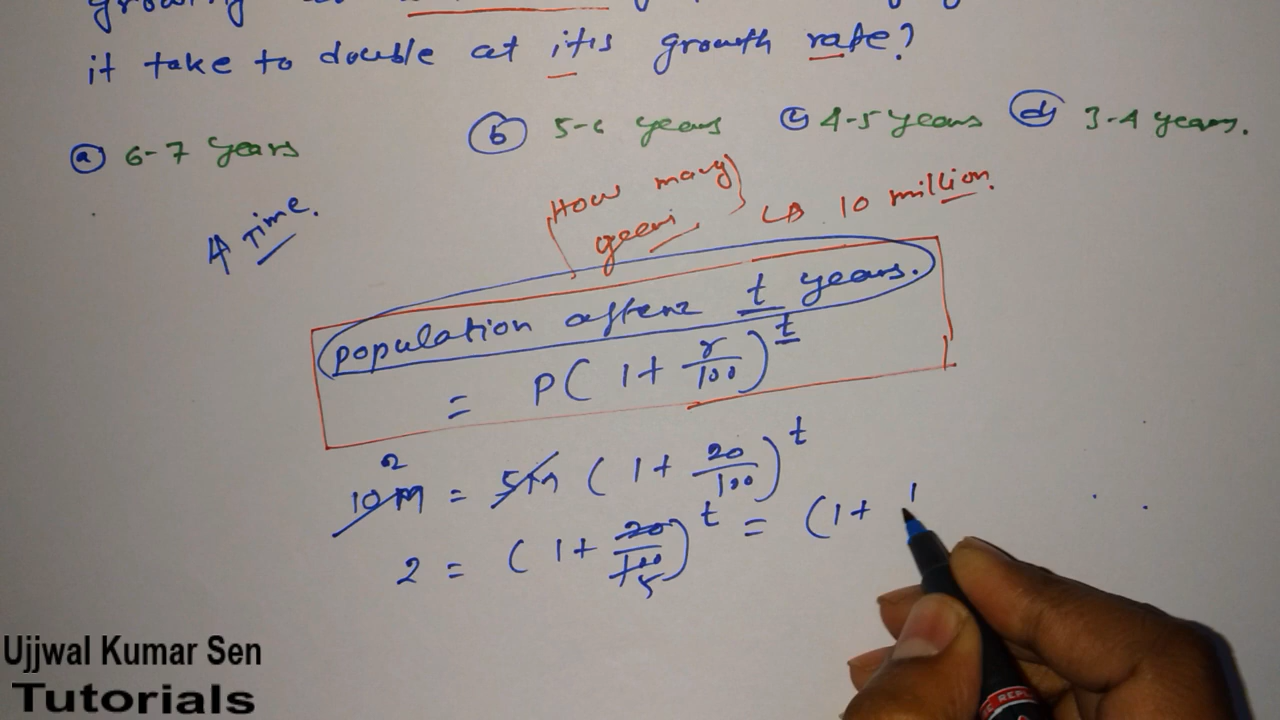 growing
it take to double at it's growth rate?
ⓐ 6-7 years ⓑ 5-6 years ⓒ 4-5 years ⓓ 3-4 years.
Time.
How many years
10 million.
population after t years.
= P(1+ r/100)^t
2
10M = 5M (1+ 20/100)^t
2 = (1+ 20/100)^t = (1+ 1
5
Ujjwal Kumar Sen
Tutorials